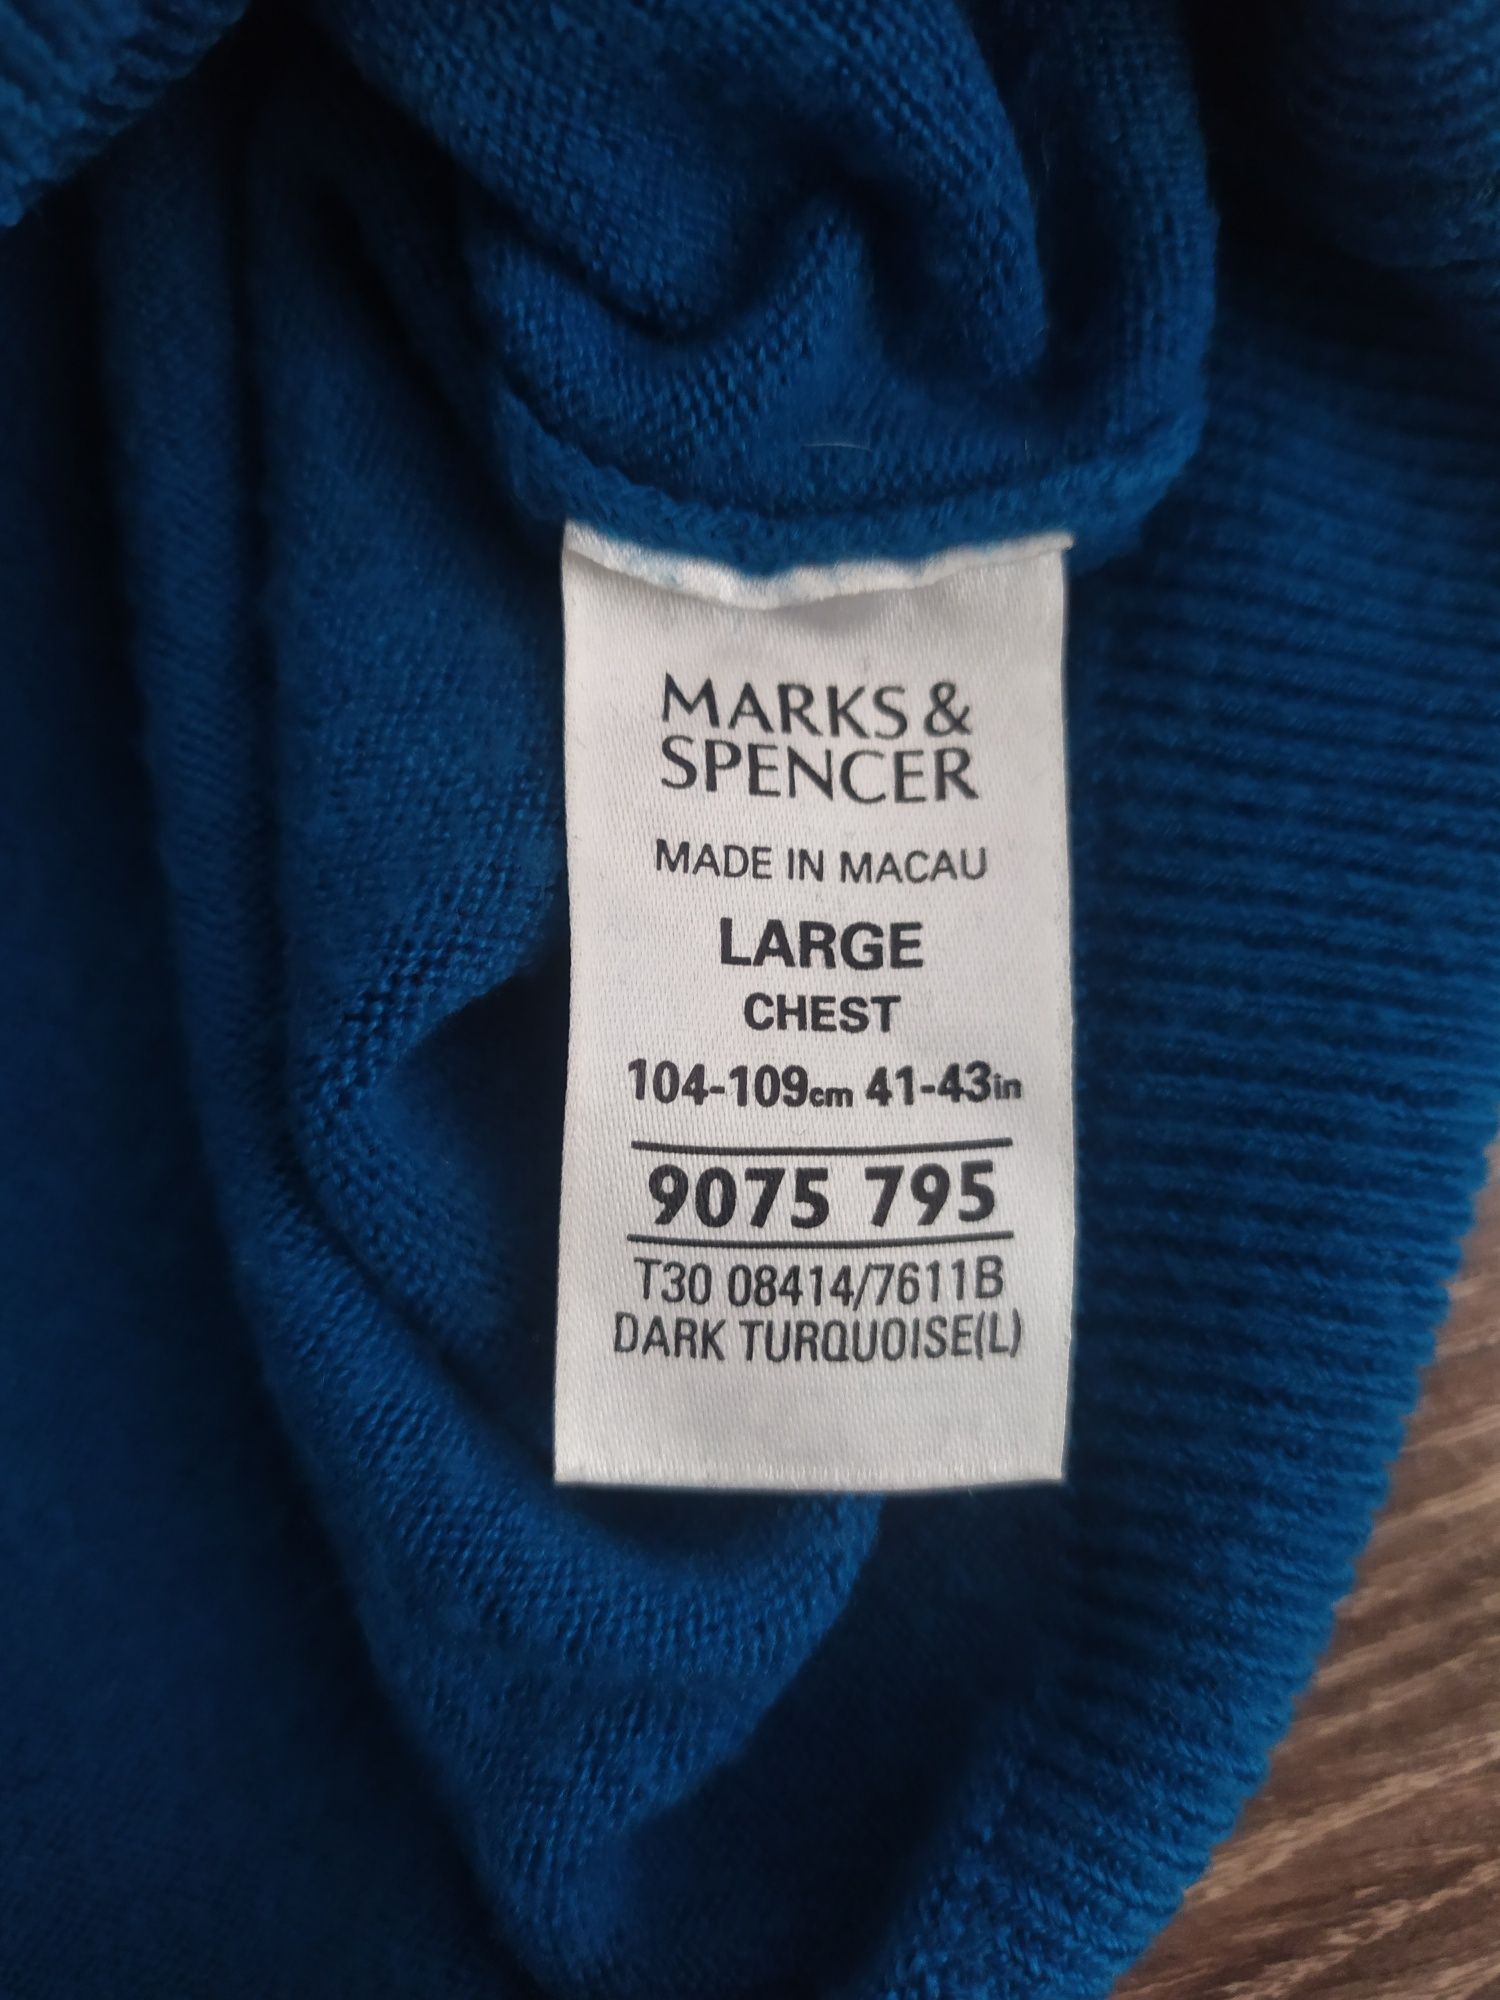 MARKS &
SPENCER
MADE IN MACAU
LARGE
CHEST
104-109cm 41-43in
9075 795
T30 08414/7611B
DARK TURQUOISE(L)